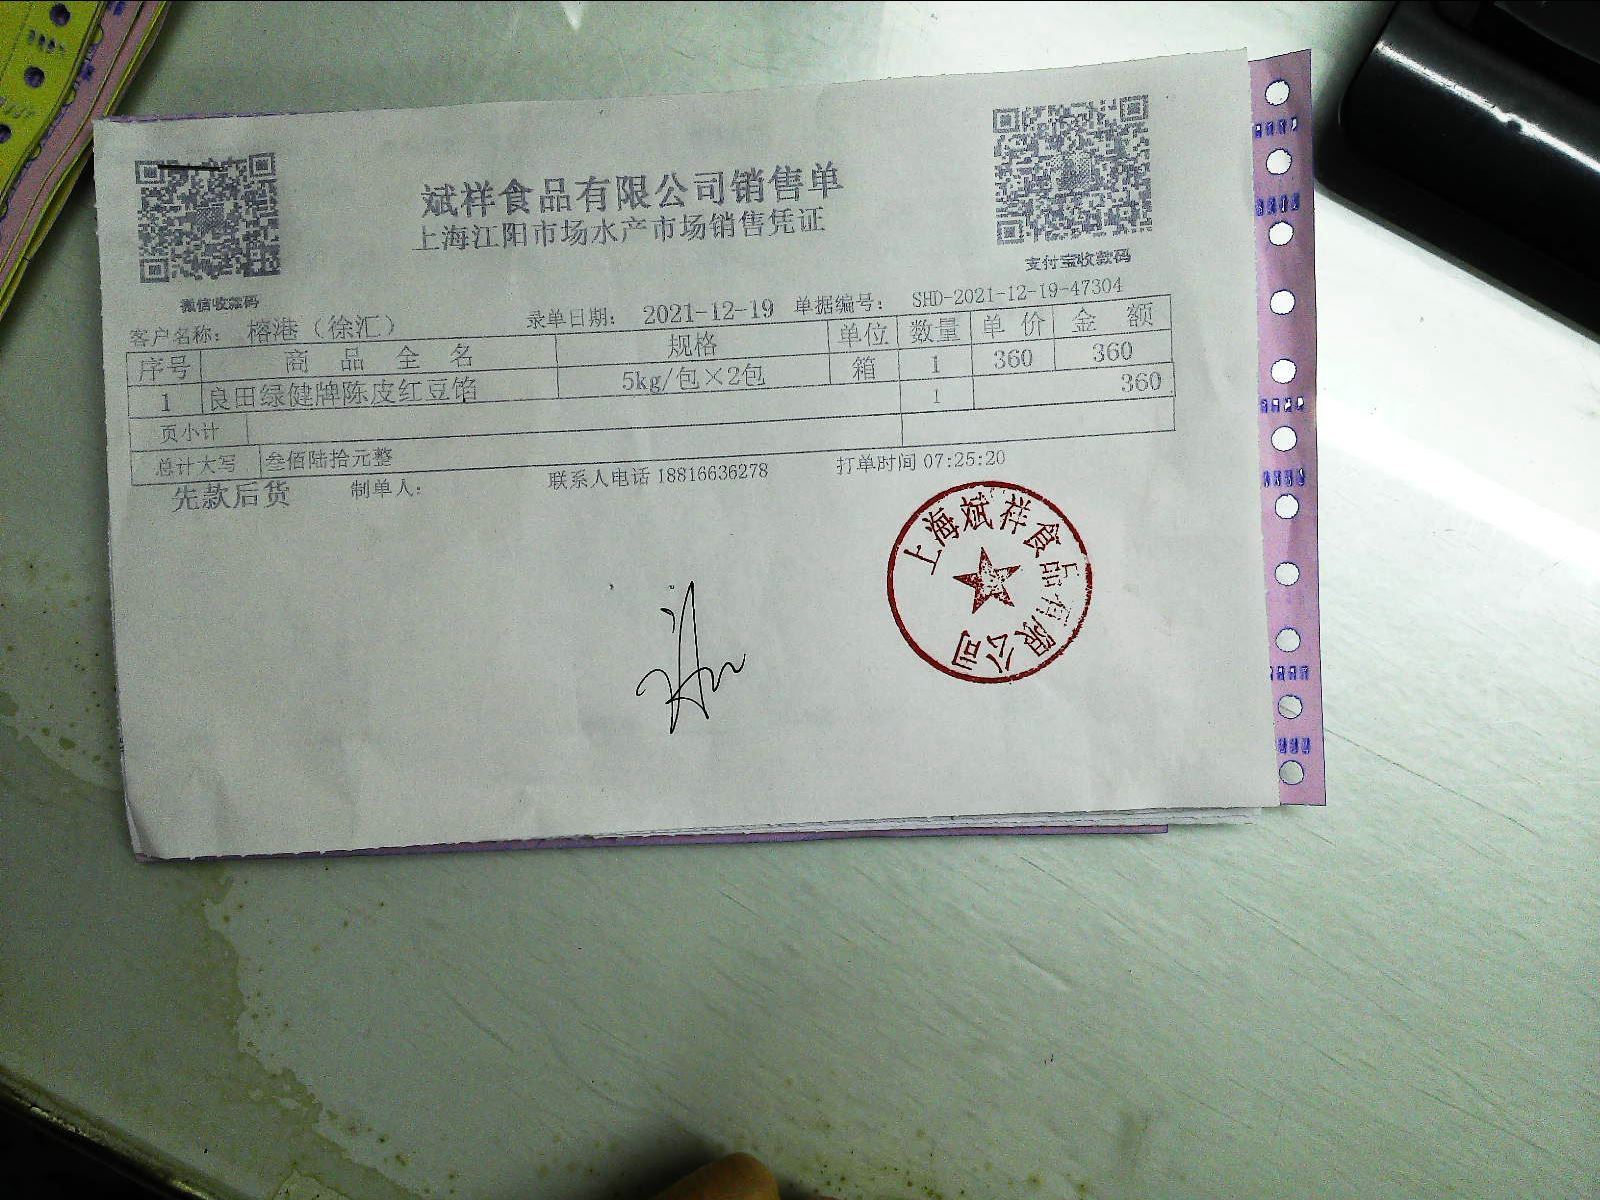 斌祥食品有限公司销售单
上海江阳市场水产市场销售凭证
微信收款码
支付宝收款码
客户名称： 榕港（徐汇） 录单日期： 2021-12-19 单据编号： SHD-2021-12-19-47304
序号 商 品 全 名 规格 单位 数量 单 价 金 额
1 良田绿健牌陈皮红豆馅 5kg/包×2包 箱 1 360 360
页小计 1 360
总计大写 叁佰陆拾元整
先款后货 制单人： 联系人电话 18816636278 打单时间 07:25:20
上海斌祥食品有限公司